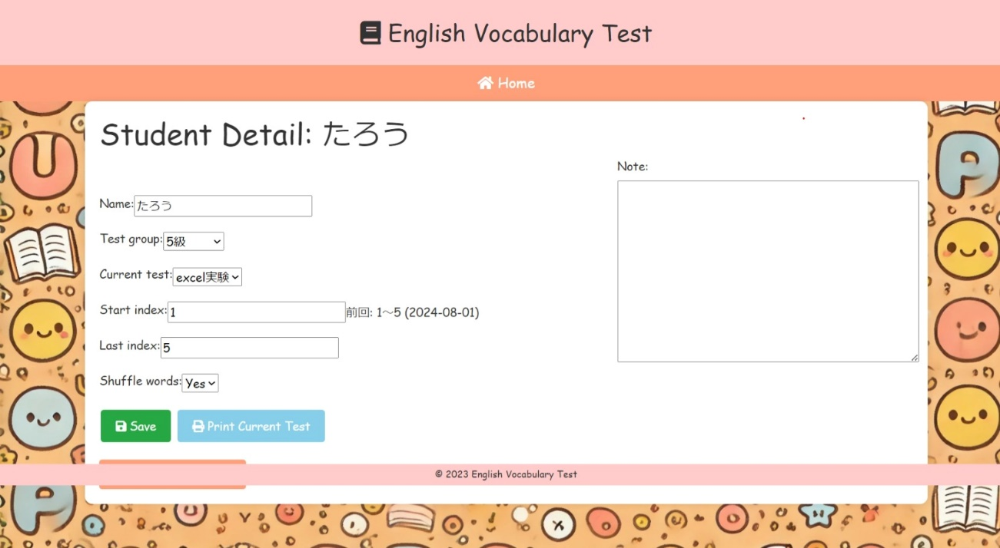 English Vocabulary Test
Home
Student Detail: たろう
Note:
Name: たろう
Test group: 5級
Current test: excel実験
Start index: 1 前回: 1～5 (2024-08-01)
Last index: 5
Shuffle words: Yes
Save Print Current Test
© 2023 English Vocabulary Test
U
P
P
X